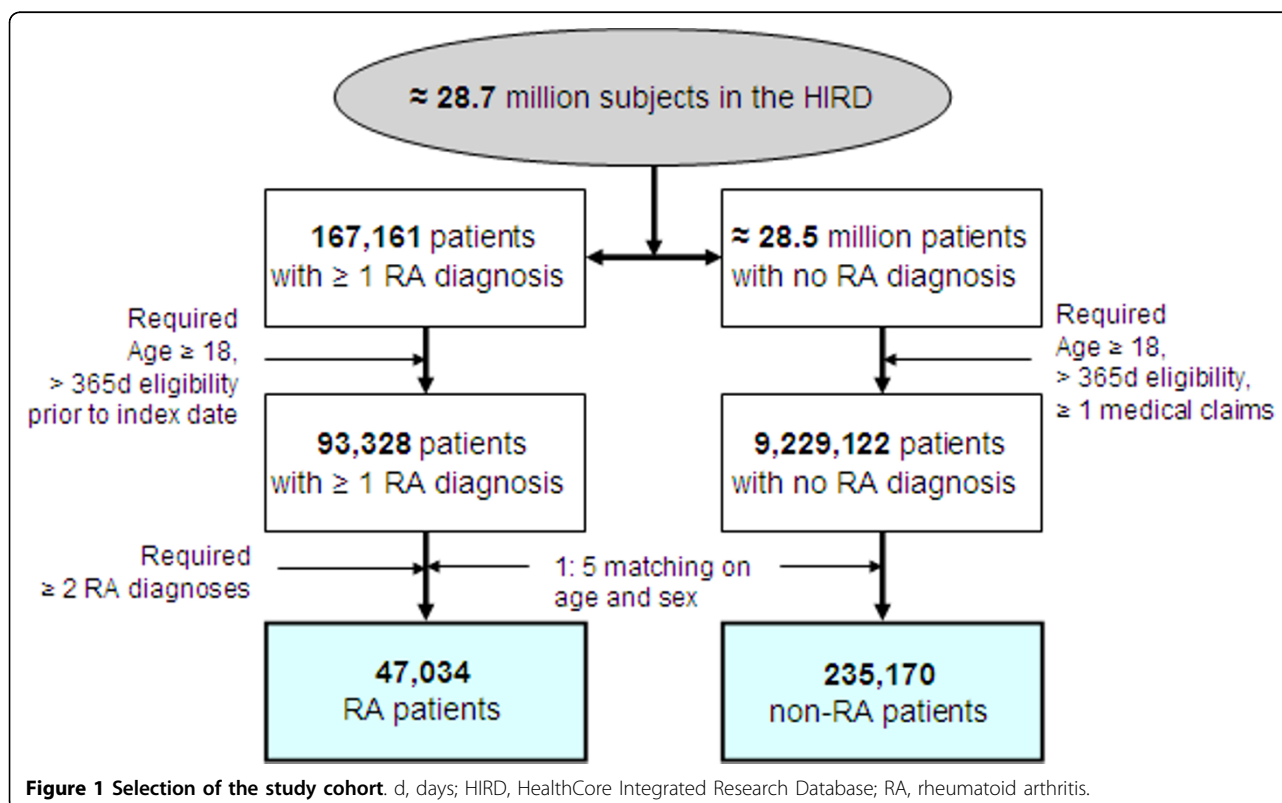 ≈ 28.7 million subjects in the HIRD
167,161 patients
with ≥ 1 RA diagnosis
≈ 28.5 million patients
with no RA diagnosis
Required
Age ≥ 18,
> 365d eligibility
prior to index date
Required
Age ≥ 18,
> 365d eligibility,
≥ 1 medical claims
93,328 patients
with ≥ 1 RA diagnosis
9,229,122 patients
with no RA diagnosis
Required
≥ 2 RA diagnoses
1: 5 matching on
age and sex
47,034
RA patients
235,170
non-RA patients
Figure 1 Selection of the study cohort. d, days; HIRD, HealthCore Integrated Research Database; RA, rheumatoid arthritis.